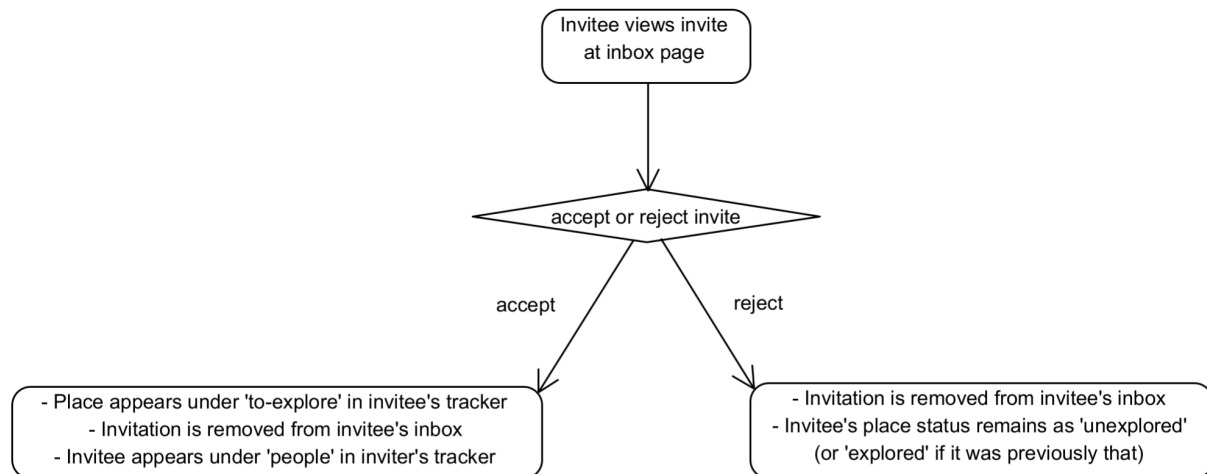 Invitee views invite
at inbox page
accept or reject invite
accept
reject
- Place appears under 'to-explore' in invitee's tracker
- Invitation is removed from invitee's inbox
- Invitee appears under 'people' in inviter's tracker
- Invitation is removed from invitee's inbox
- Invitee's place status remains as 'unexplored'
(or 'explored' if it was previously that)